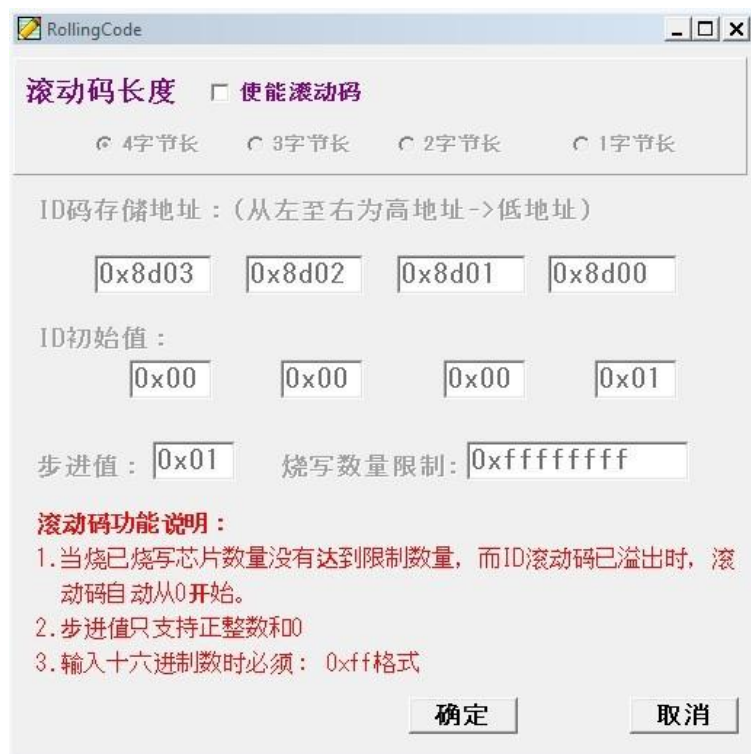 RollingCode
滚动码长度 使能滚动码
4字节长 3字节长 2字节长 1字节长
ID码存储地址：(从左至右为高地址->低地址)
0x8d03 0x8d02 0x8d01 0x8d00
ID初始值：
0x00 0x00 0x00 0x01
步进值： 0x01 烧写数量限制: 0xffffffff
滚动码功能说明：
1.当烧已烧写芯片数量没有达到限制数量，而ID滚动码已溢出时，滚
动码自动从0开始。
2.步进值只支持正整数和0
3.输入十六进制数时必须： 0xff格式
确定 取消